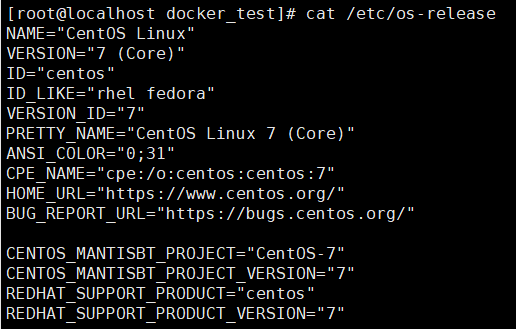 [root@localhost docker_test]# cat /etc/os-release
NAME="CentOS Linux"
VERSION="7 (Core)"
ID="centos"
ID_LIKE="rhel fedora"
VERSION_ID="7"
PRETTY_NAME="CentOS Linux 7 (Core)"
ANSI_COLOR="0;31"
CPE_NAME="cpe:/o:centos:centos:7"
HOME_URL="https://www.centos.org/"
BUG_REPORT_URL="https://bugs.centos.org/"

CENTOS_MANTISBT_PROJECT="CentOS-7"
CENTOS_MANTISBT_PROJECT_VERSION="7"
REDHAT_SUPPORT_PRODUCT="centos"
REDHAT_SUPPORT_PRODUCT_VERSION="7"